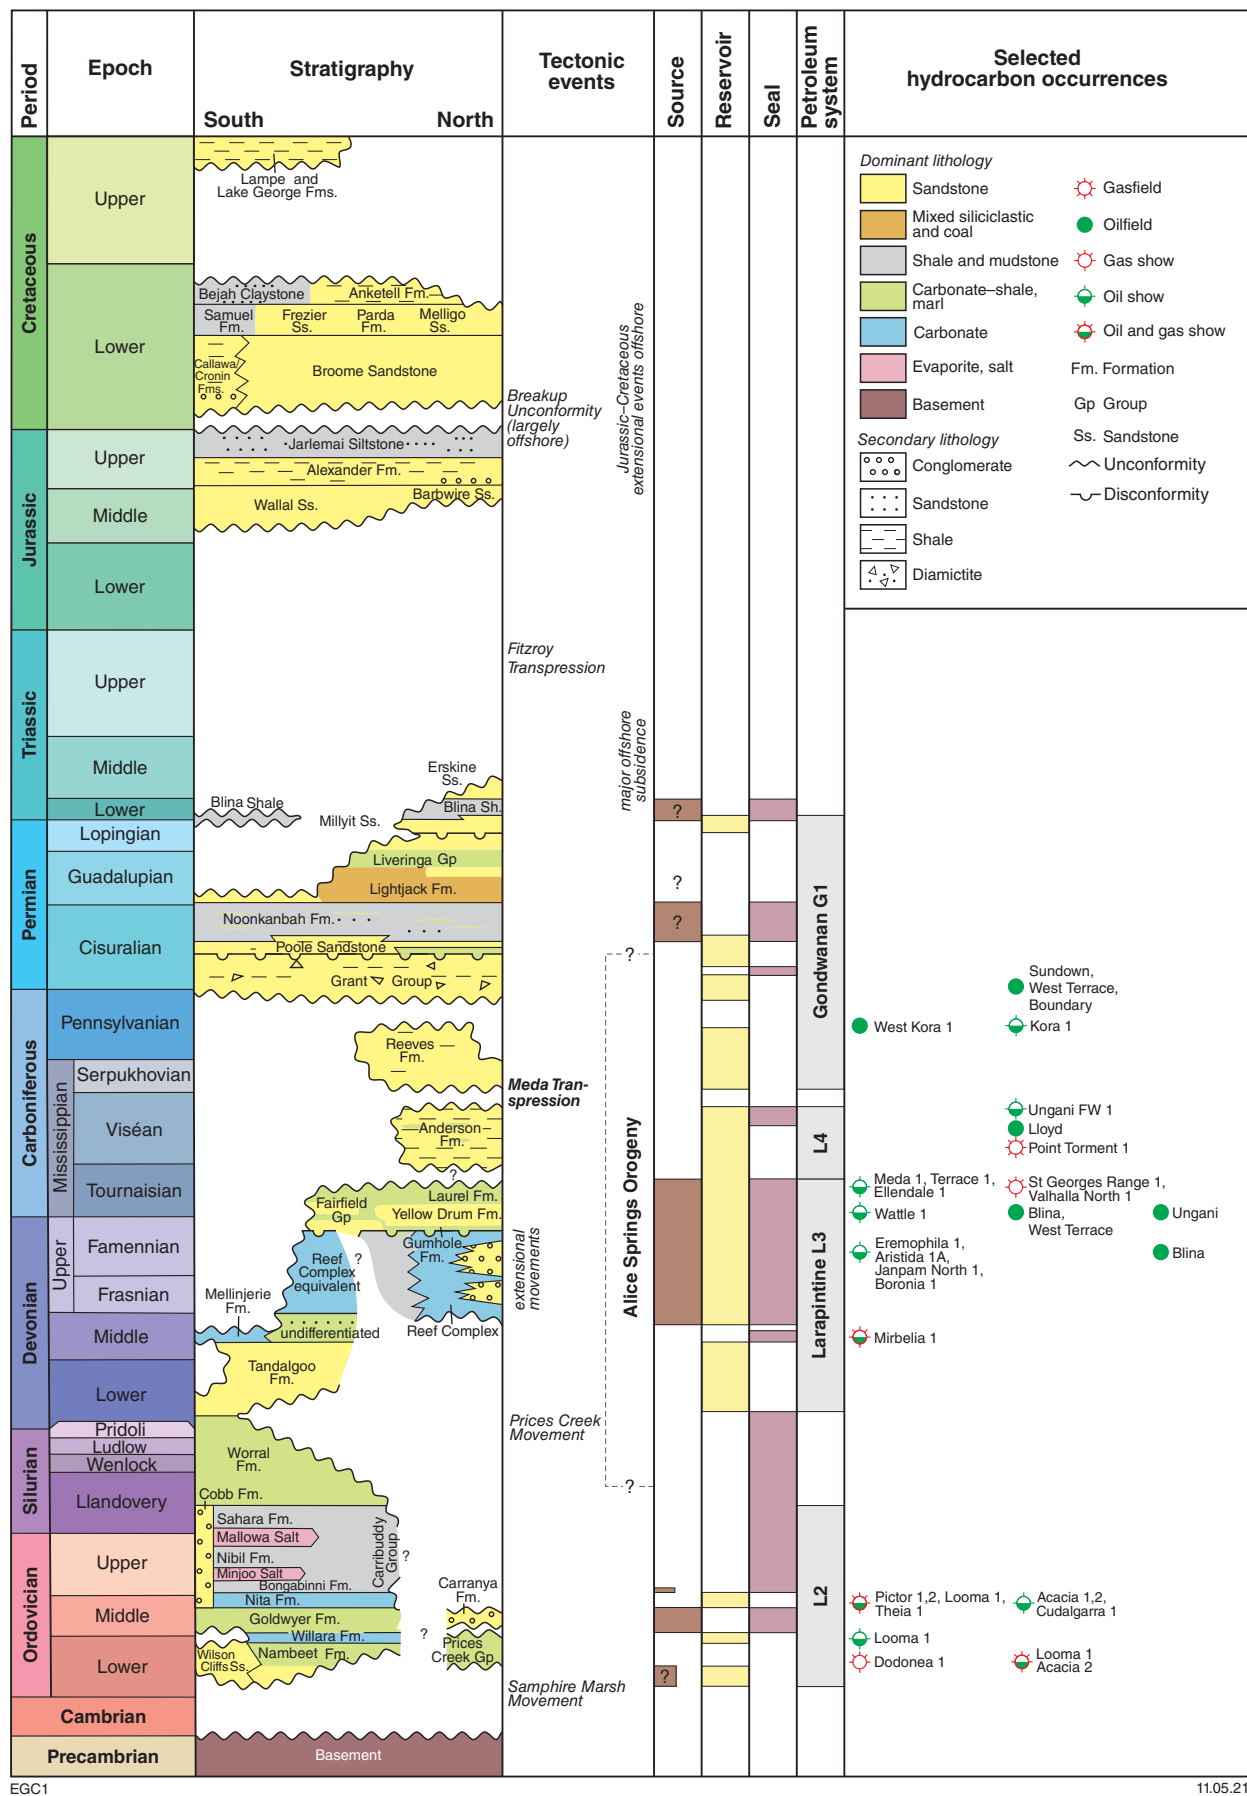 Period
Epoch
Stratigraphy
South
North
Tectonic
events
Source
Reservoir
Seal
Petroleum
system
Selected
hydrocarbon occurrences
Cretaceous
Upper
Lower
Jurassic
Upper
Middle
Lower
Triassic
Upper
Middle
Lower
Permian
Lopingian
Guadalupian
Cisuralian
Carboniferous
Pennsylvanian
Mississippian
Serpukhovian
Viséan
Tournaisian
Devonian
Upper
Famennian
Frasnian
Middle
Lower
Silurian
Pridoli
Ludlow
Wenlock
Llandovery
Ordovician
Upper
Middle
Lower
Cambrian
Precambrian
Lampe and
Lake George Fms.
Bejah Claystone
Anketell Fm.
Samuel
Fm.
Frezier
Ss.
Parda
Fm.
Melligo
Ss.
Callawa/
Cronin
Fms.
Broome Sandstone
Jarlemai Siltstone
Alexander Fm.
Barbwire Ss.
Wallal Ss.
Erskine
Ss.
Blina Shale
Blina Sh.
Millyit Ss.
Liveringa Gp
Lightjack Fm.
Noonkanbah Fm.
Poole Sandstone
Grant Group
Reeves
Fm.
Anderson
Fm.
?
Fairfield
Gp
Laurel Fm.
Yellow Drum Fm.
Gumhole
Fm.
Reef
Complex
equivalent
?
Mellinjerie
Fm.
undifferentiated
Reef Complex
Tandalgoo
Fm.
Worral
Fm.
Cobb Fm.
Sahara Fm.
Mallowa Salt
Nibil Fm.
Minjoo Salt
Bongabinni Fm.
Carribuddy
Group
?
Nita Fm.
Carranya
Fm.
Goldwyer Fm.
Willara Fm.
?
Wilson
Cliffs Ss.
Nambeet Fm.
Prices
Creek Gp
Basement
Breakup
Unconformity
(largely
offshore)
Jurassic–Cretaceous
extensional events offshore
Fitzroy
Transpression
major offshore
subsidence
?
Meda Tran-
spression
Alice Springs Orogeny
extensional
movements
Prices Creek
Movement
?
Samphire Marsh
Movement
?
?
?
?
Gondwanan G1
L4
Larapintine L3
L2
Dominant lithology
Sandstone
Mixed siliciclastic
and coal
Shale and mudstone
Carbonate–shale,
marl
Carbonate
Evaporite, salt
Basement
Secondary lithology
Conglomerate
Sandstone
Shale
Diamictite
Gasfield
Oilfield
Gas show
Oil show
Oil and gas show
Fm. Formation
Gp Group
Ss. Sandstone
Unconformity
Disconformity
Sundown,
West Terrace,
Boundary
West Kora 1
Kora 1
Ungani FW 1
Lloyd
Point Torment 1
Meda 1, Terrace 1,
Ellendale 1
St Georges Range 1,
Valhalla North 1
Wattle 1
Blina,
West Terrace
Ungani
Eremophila 1,
Aristida 1A,
Janpam North 1,
Boronia 1
Blina
Mirbelia 1
Pictor 1,2, Looma 1,
Theia 1
Acacia 1,2,
Cudalgarra 1
Looma 1
Dodonea 1
Looma 1
Acacia 2
EGC1
11.05.21